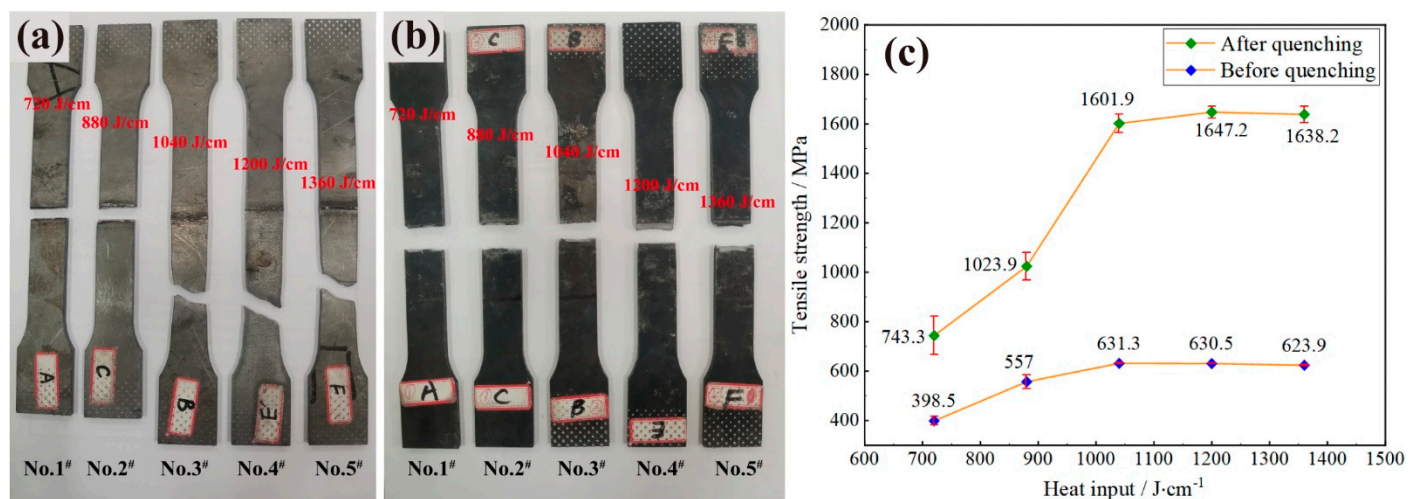 (a)
720 J/cm
880 J/cm
1040 J/cm
1200 J/cm
1360 J/cm
A
C
B
E
F
No.1# No.2# No.3# No.4# No.5#
(b)
C
B
F
720 J/cm
880 J/cm
1040 J/cm
1200 J/cm
1360 J/cm
A
C
B
E
F
No.1# No.2# No.3# No.4# No.5#
(c)
After quenching
Before quenching
Tensile strength / MPa
2000
1800
1600
1400
1200
1000
800
600
400
743.3
1023.9
1601.9
1647.2
1638.2
398.5
557
631.3
630.5
623.9
600 700 800 900 1000 1100 1200 1300 1400 1500
Heat input / J·cm⁻¹